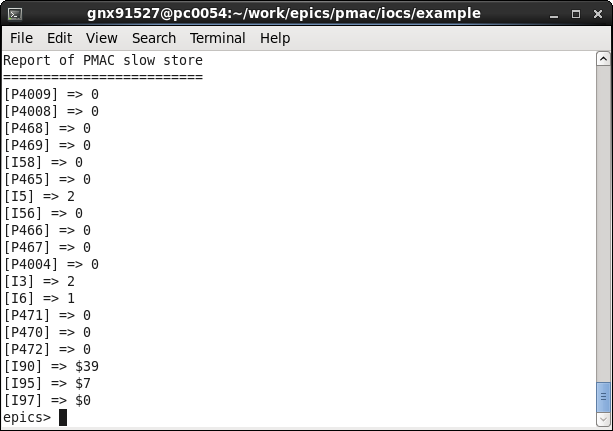 gnx91527@pc0054:~/work/epics/pmac/iocs/example
File Edit View Search Terminal Help
Report of PMAC slow store
=========================
[P4009] => 0
[P4008] => 0
[P468] => 0
[P469] => 0
[I58] => 0
[P465] => 0
[I5] => 2
[I56] => 0
[P466] => 0
[P467] => 0
[P4004] => 0
[I3] => 2
[I6] => 1
[P471] => 0
[P470] => 0
[P472] => 0
[I90] => $39
[I95] => $7
[I97] => $0
epics>